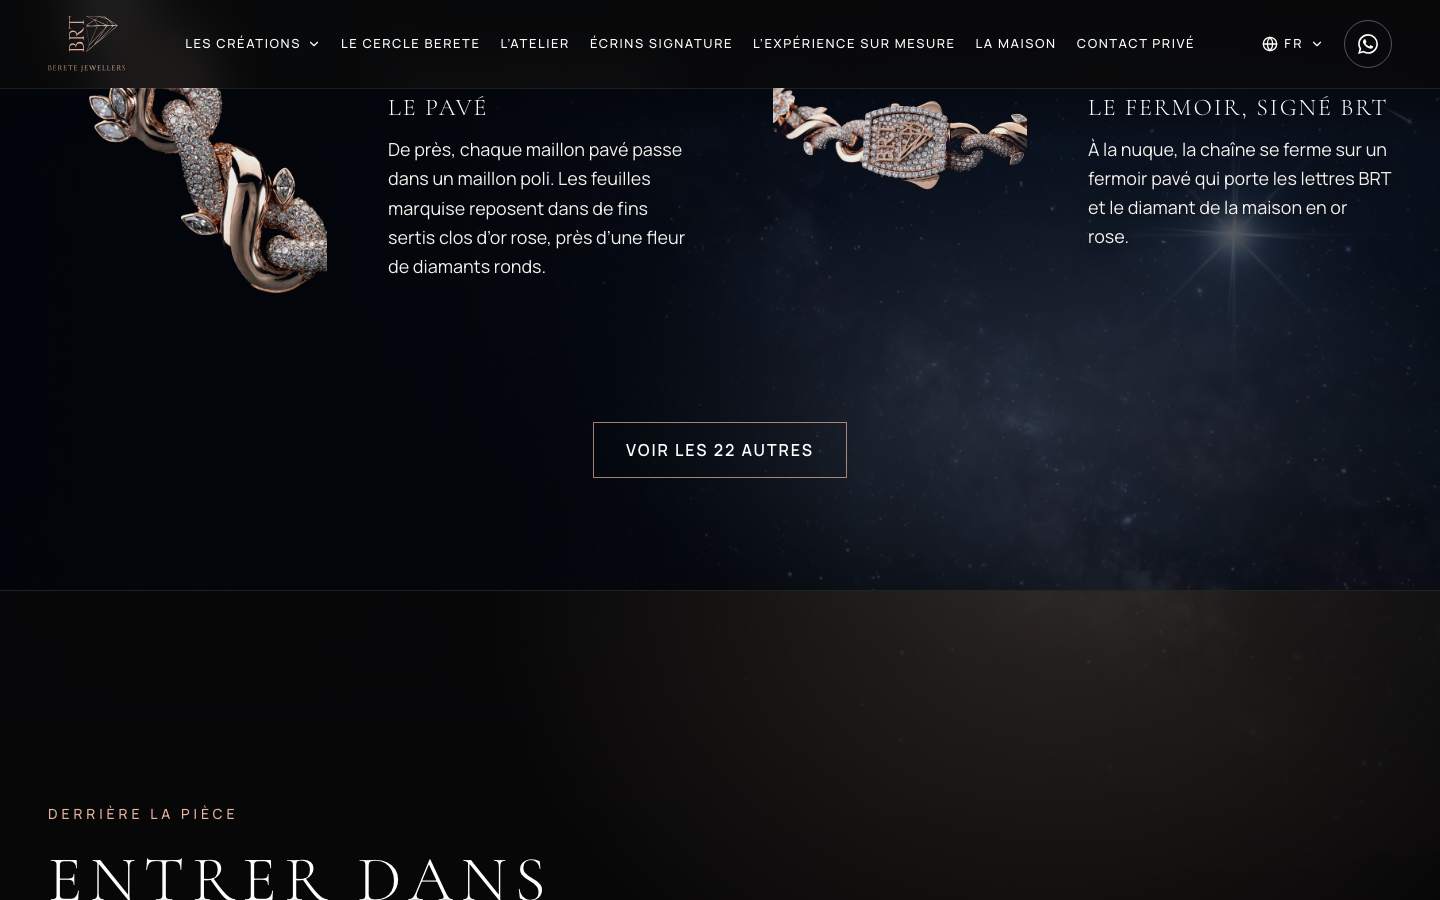 BRT
BERETE JEWELLERS
LES CRÉATIONS
LE CERCLE BERETE
L’ATELIER
ÉCRINS SIGNATURE
L’EXPÉRIENCE SUR MESURE
LA MAISON
CONTACT PRIVÉ
FR
LE PAVÉ
De près, chaque maillon pavé passe
dans un maillon poli. Les feuilles
marquise reposent dans de fins
sertis clos d’or rose, près d’une fleur
de diamants ronds.
BRT
LE FERMOIR, SIGNÉ BRT
À la nuque, la chaîne se ferme sur un
fermoir pavé qui porte les lettres BRT
et le diamant de la maison en or
rose.
VOIR LES 22 AUTRES
DERRIÈRE LA PIÈCE
ENTRER DANS